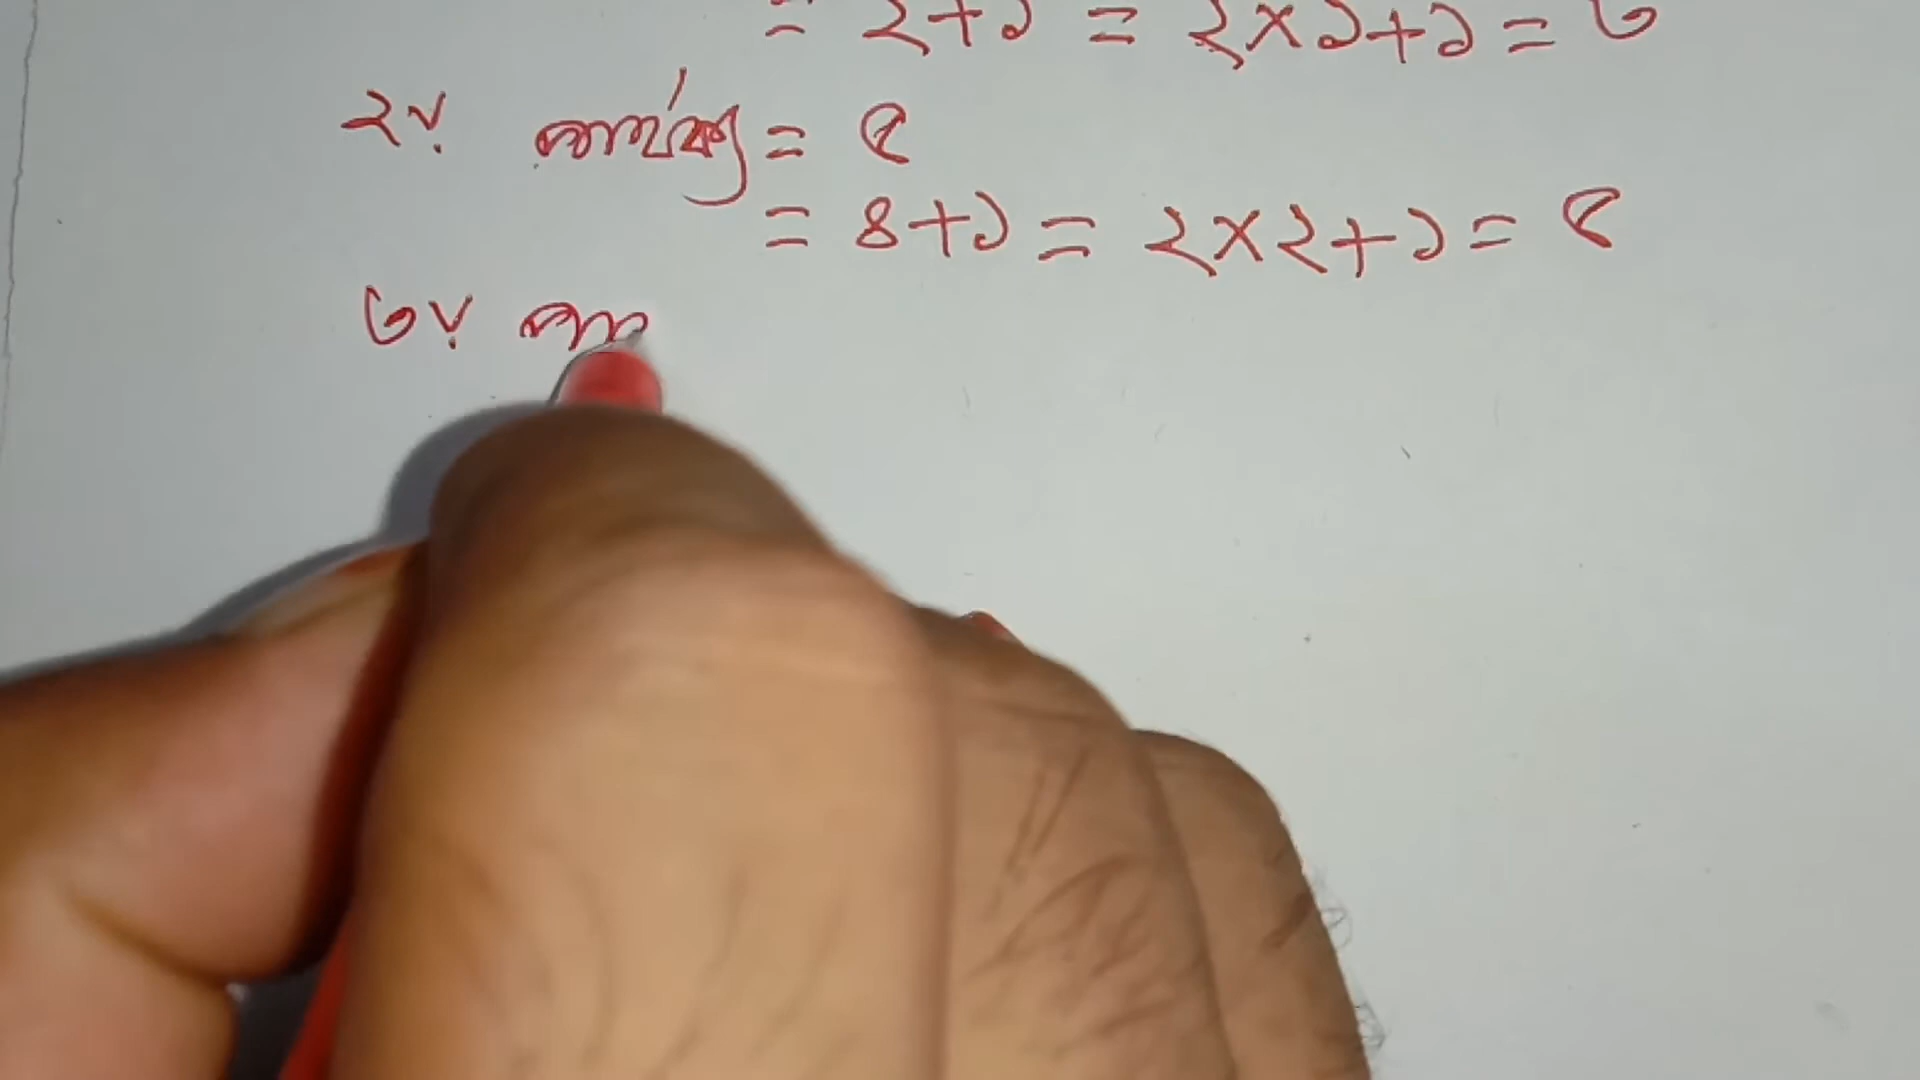 = ২+১ = ২×১+১ = ৩
২য় = ৫
= ৪+১ = ২×২+১ = ৫
৩য়